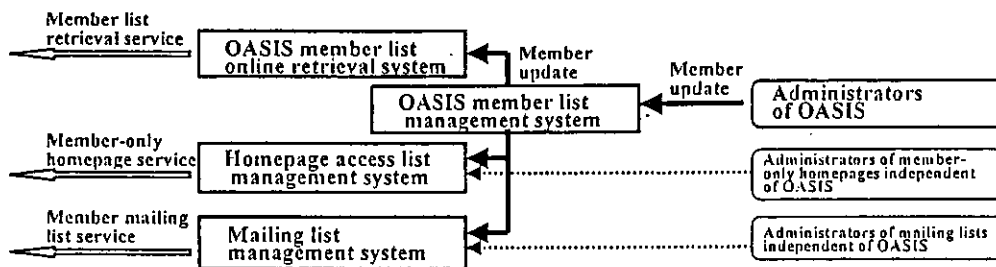 Member list
retrieval service
OASIS member list
online retrieval system
Member
update
Member
update
OASIS member list
management system
Administrators
of OASIS
Member-only
homepage service
Homepage access list
management system
Administrators of member-
only homepages independent
of OASIS
Member mailing
list service
Mailing list
management system
Administrators of mailing lists
independent of OASIS